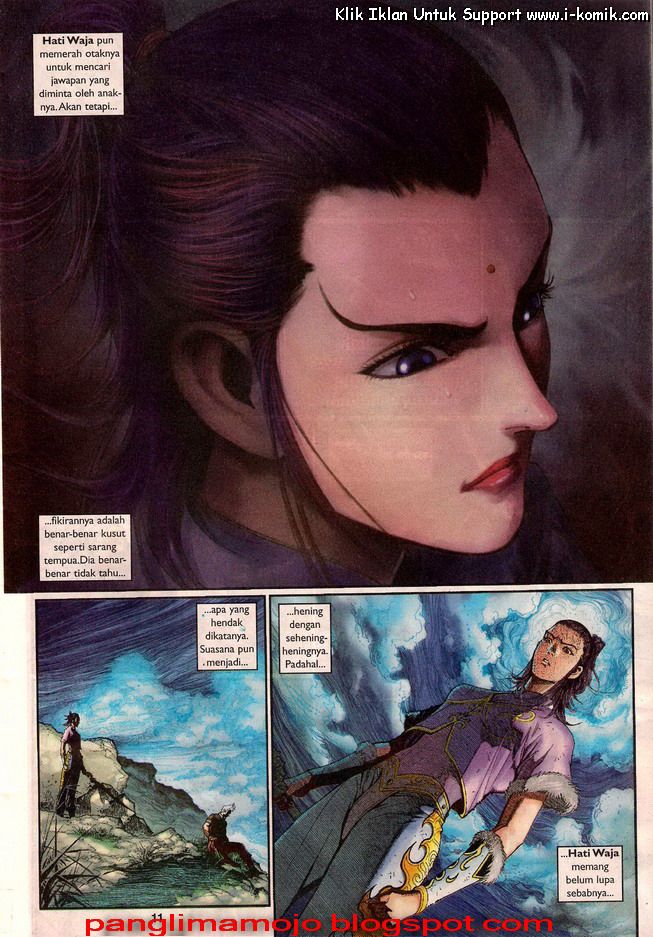 Klik Iklan Untuk Support www.i-komik.com
Hati Waja pun
memerah otaknya
untuk mencari
jawapan yang
diminta oleh anak-
nya.Akan tetapi...
...fikirannya adalah
benar-benar kusut
seperti sarang
tempua.Dia benar-
benar tidak tahu...
...apa yang
hendak
dikatanya.
Suasana pun
menjadi...
...hening
dengan
sehening-
heningnya.
Padahal...
...Hati Waja
memang
belum lupa
sebabnya...
11
panglimamojo blogspot com